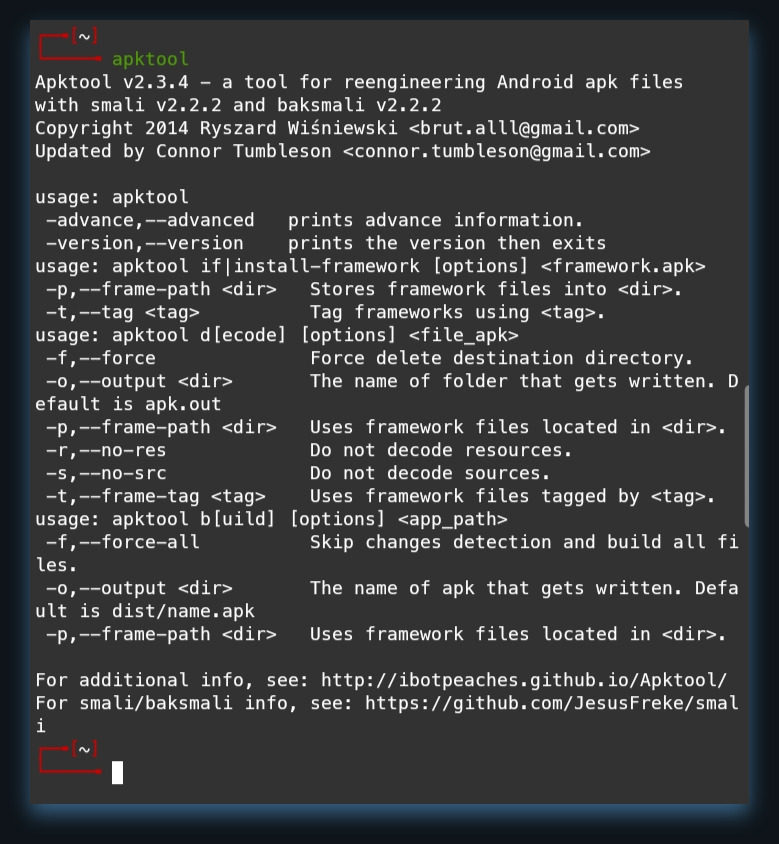 [~]
apktool
Apktool v2.3.4 - a tool for reengineering Android apk files
with smali v2.2.2 and baksmali v2.2.2
Copyright 2014 Ryszard Wiśniewski <brut.alll@gmail.com>
Updated by Connor Tumbleson <connor.tumbleson@gmail.com>

usage: apktool
 -advance,--advanced   prints advance information.
 -version,--version    prints the version then exits
usage: apktool if|install-framework [options] <framework.apk>
 -p,--frame-path <dir>   Stores framework files into <dir>.
 -t,--tag <tag>          Tag frameworks using <tag>.
usage: apktool d[ecode] [options] <file_apk>
 -f,--force              Force delete destination directory.
 -o,--output <dir>       The name of folder that gets written. D
efault is apk.out
 -p,--frame-path <dir>   Uses framework files located in <dir>.
 -r,--no-res             Do not decode resources.
 -s,--no-src             Do not decode sources.
 -t,--frame-tag <tag>    Uses framework files tagged by <tag>.
usage: apktool b[uild] [options] <app_path>
 -f,--force-all          Skip changes detection and build all fi
les.
 -o,--output <dir>       The name of apk that gets written. Defa
ult is dist/name.apk
 -p,--frame-path <dir>   Uses framework files located in <dir>.

For additional info, see: http://ibotpeaches.github.io/Apktool/
For smali/baksmali info, see: https://github.com/JesusFreke/smal
i
[~]